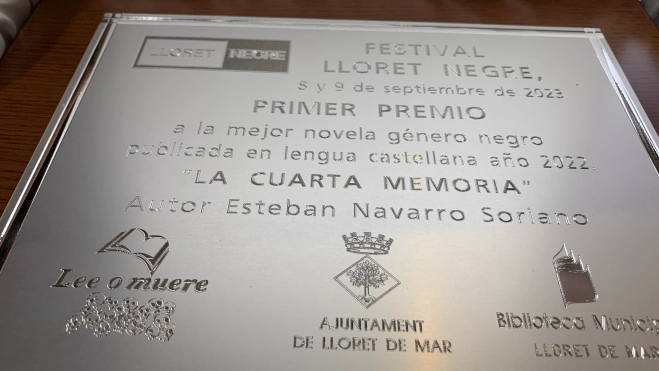 LLORET NEGRE
FESTIVAL
LLORET NEGRE,
8 y 9 de septiembre de 2023
PRIMER PREMIO
a la mejor novela género negro
publicada en lengua castellana año 2022.
"LA CUARTA MEMORIA"
Autor Esteban Navarro Soriano
Lee o muere
AJUNTAMENT
DE LLORET DE MAR
Biblioteca Municip
LLORET DE MAR